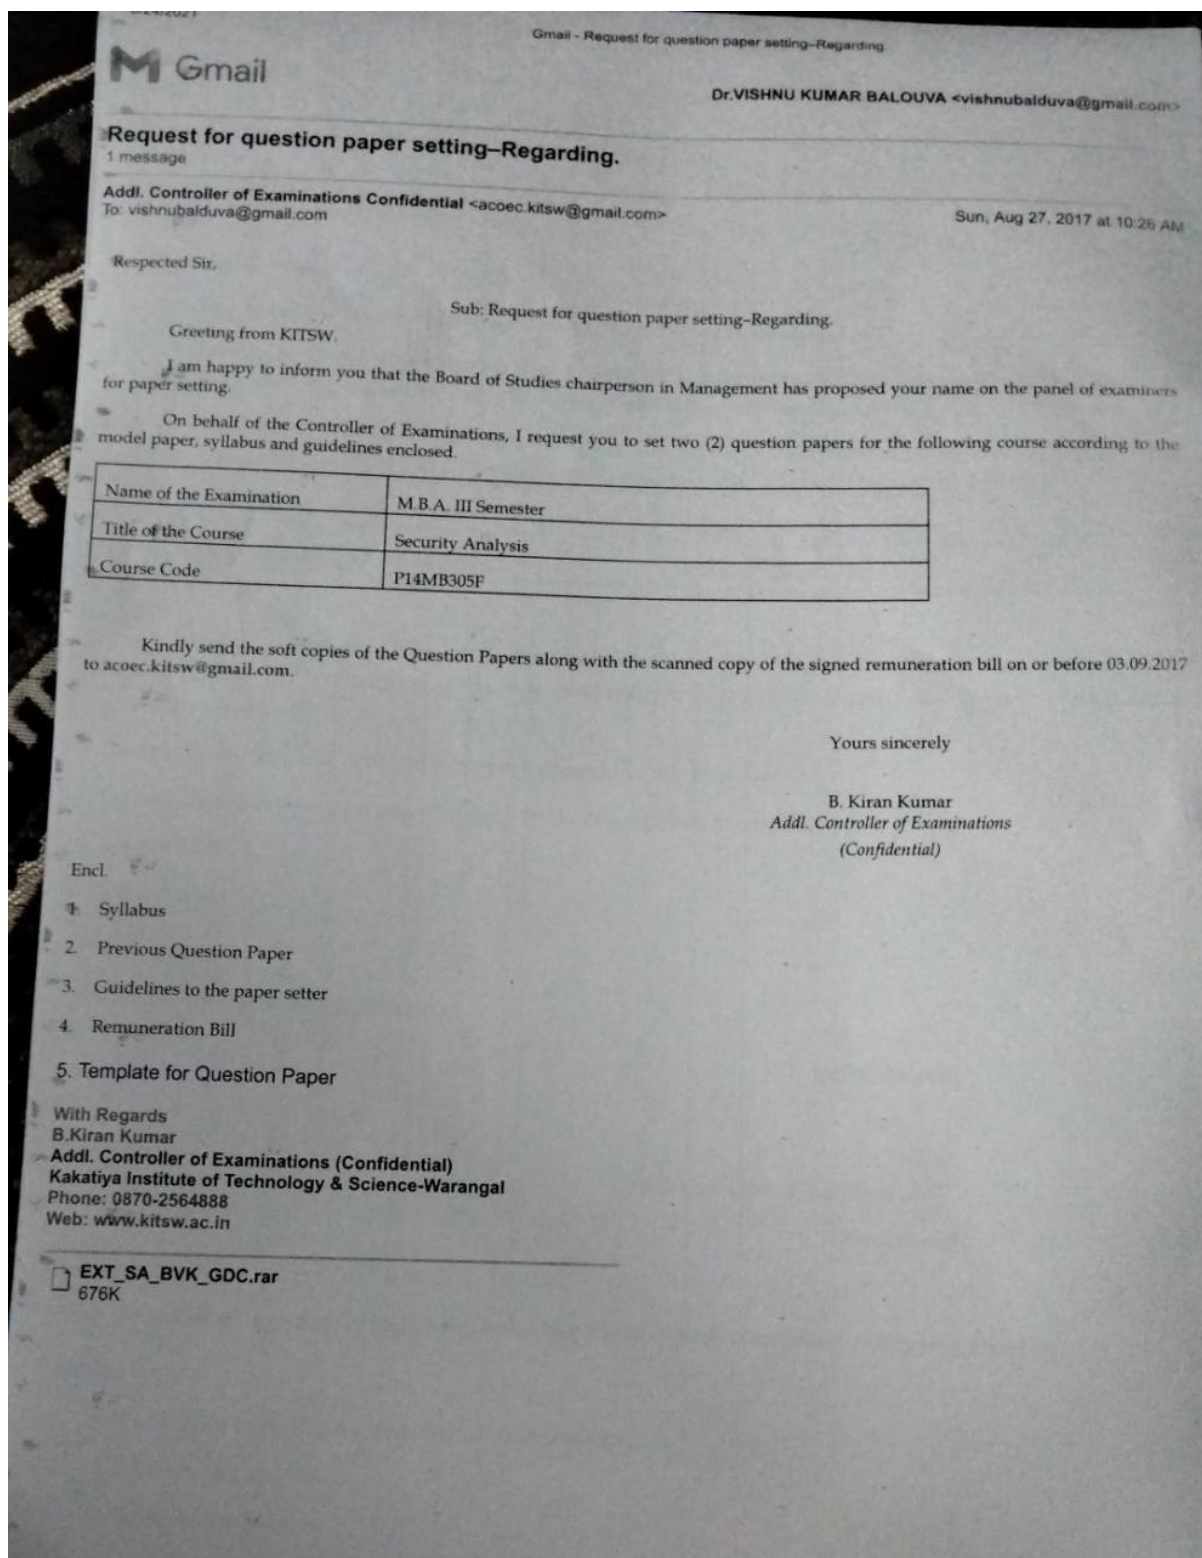 Gmail - Request for question paper setting–Regarding
M Gmail
Dr.VISHNU KUMAR BALOUVA <vishnubalduva@gmail.com>
Request for question paper setting–Regarding.
1 message
Addl. Controller of Examinations Confidential <acoec.kitsw@gmail.com>
To: vishnubalduva@gmail.com
Sun, Aug 27, 2017 at 10:26 AM
Respected Sir,
Sub: Request for question paper setting–Regarding.
Greeting from KITSW.
I am happy to inform you that the Board of Studies chairperson in Management has proposed your name on the panel of examiners
for paper setting.
On behalf of the Controller of Examinations, I request you to set two (2) question papers for the following course according to the
model paper, syllabus and guidelines enclosed.
Name of the Examination M.B.A. III Semester
Title of the Course Security Analysis
Course Code P14MB305F
Kindly send the soft copies of the Question Papers along with the scanned copy of the signed remuneration bill on or before 03.09.2017
to acoec.kitsw@gmail.com.
Yours sincerely
B. Kiran Kumar
Addl. Controller of Examinations
(Confidential)
Encl.
1. Syllabus
2. Previous Question Paper
3. Guidelines to the paper setter
4. Remuneration Bill
5. Template for Question Paper
With Regards
B.Kiran Kumar
Addl. Controller of Examinations (Confidential)
Kakatiya Institute of Technology & Science-Warangal
Phone: 0870-2564888
Web: www.kitsw.ac.in
EXT_SA_BVK_GDC.rar
676K